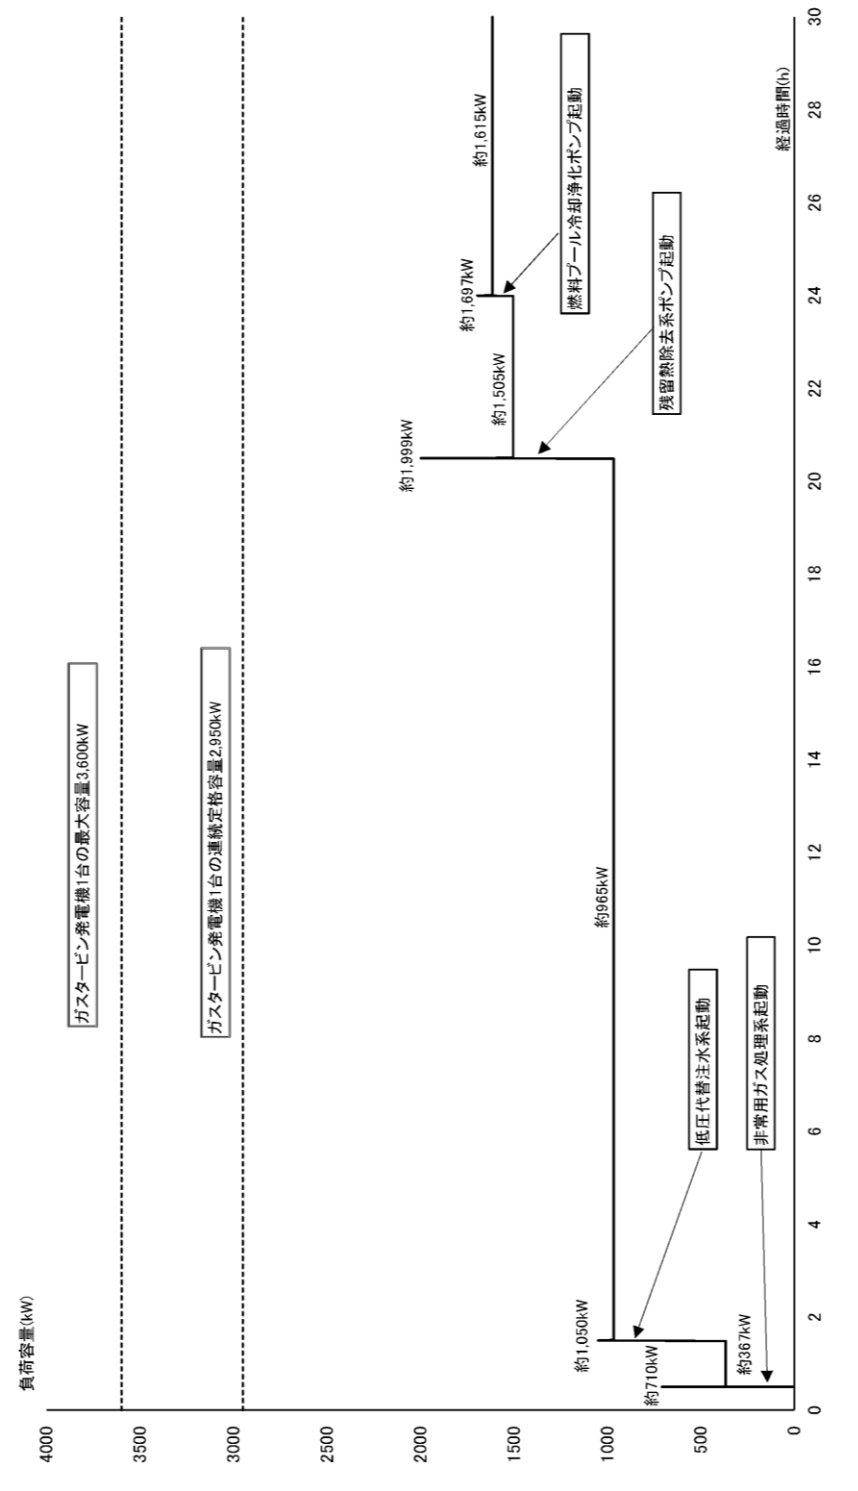 負荷容量(kW)
4000
3500
3000
2500
2000
1500
1000
500
0
ガスタービン発電機1台の最大容量3,600kW
ガスタービン発電機1台の連続定格容量2,950kW
約710kW
約367kW
非常用ガス処理系起動
約1,050kW
低圧代替注水系起動
約965kW
約1,999kW
残留熱除去系ポンプ起動
約1,505kW
約1,697kW
燃料プール冷却浄化ポンプ起動
約1,615kW
0
2
4
6
8
10
12
14
16
18
20
22
24
26
28
30
経過時間(h)